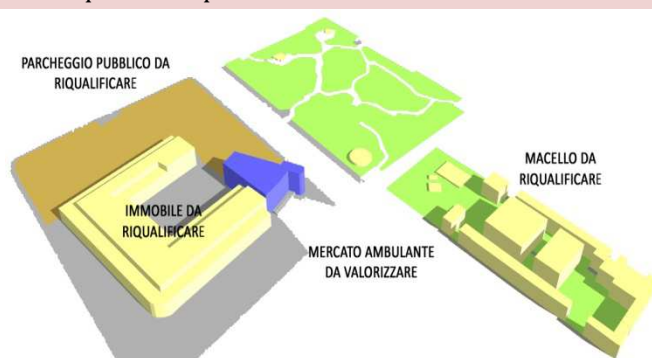 PARCHEGGIO PUBBLICO DA
RIQUALIFICARE
MACELLO DA
RIQUALIFICARE
IMMOBILE DA
RIQUALIFICARE
MERCATO AMBULANTE
DA VALORIZZARE